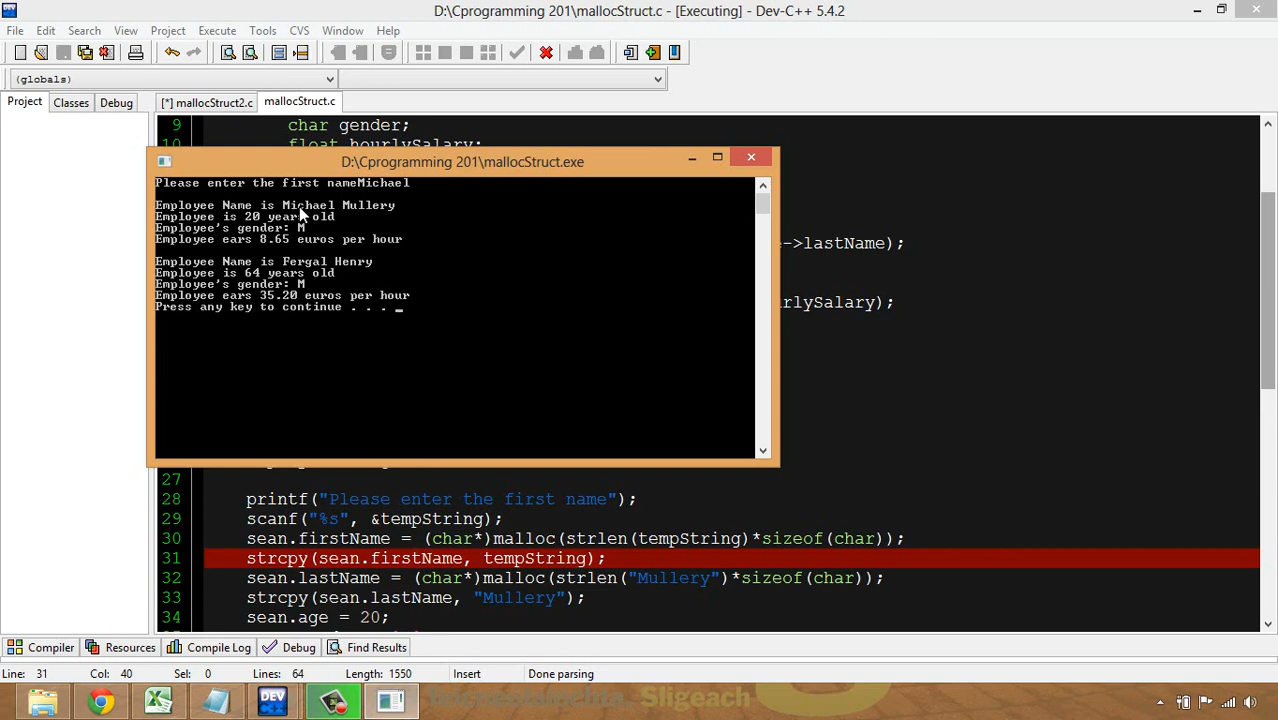 D:\Cprogramming 201\mallocStruct.c - [Executing] - Dev-C++ 5.4.2
File Edit Search View Project Execute Tools CVS Window Help
(globals)
Project Classes Debug [*] mallocStruct2.c mallocStruct.c
9 char gender;
10 float hourlySalary;
D:\Cprogramming 201\mallocStruct.exe
Please enter the first nameMichael
Employee Name is Michael Mullery
Employee is 20 years old
Employee's gender: M
Employee ears 8.65 euros per hour
Employee Name is Fergal Henry
Employee is 64 years old
Employee's gender: M
Employee ears 35.20 euros per hour
Press any key to continue . . . _
->lastName);
rlySalary);
27
28 printf("Please enter the first name");
29 scanf("%s", &tempString);
30 sean.firstName = (char*)malloc(strlen(tempString)*sizeof(char));
31 strcpy(sean.firstName, tempString);
32 sean.lastName = (char*)malloc(strlen("Mullery")*sizeof(char));
33 strcpy(sean.lastName, "Mullery");
34 sean.age = 20;
Compiler Resources Compile Log Debug Find Results
Line: 31 Col: 40 Sel: 0 Lines: 64 Length: 1550 Insert Done parsing
DEV
Sligeach